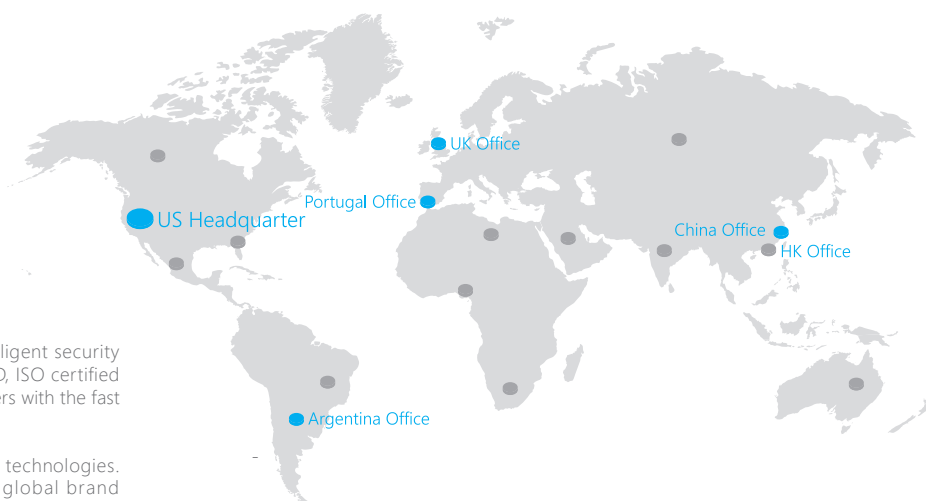 UK Office
Portugal Office
US Headquarter
China Office
HK Office
ligent security
, ISO certified
ers with the fast
Argentina Office
technologies.
global brand